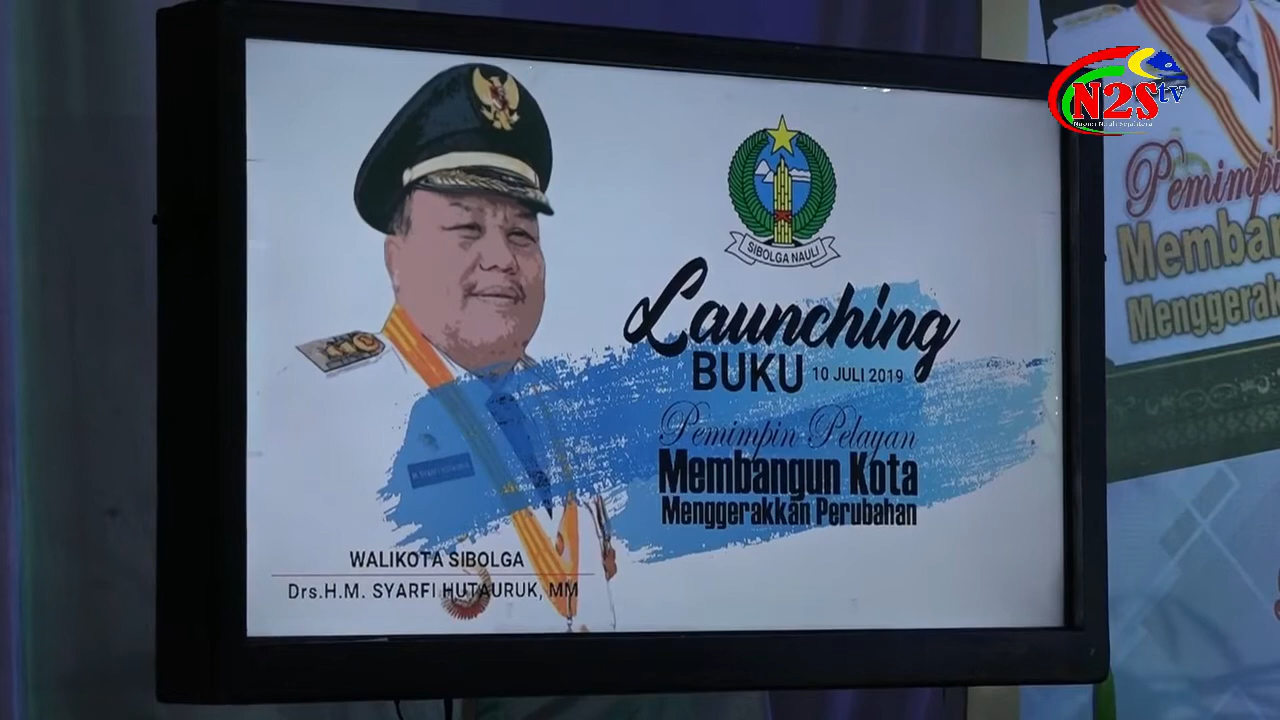 N2S tv
SIBOLGA NAULI
Launching
BUKU 10 JULI 2019
Pemimpin Pelayan
Membangun Kota
Menggerakkan Perubahan
WALIKOTA SIBOLGA
Drs.H.M. SYARFI HUTAURUK, MM
Pemimpi
Memban
Menggerak